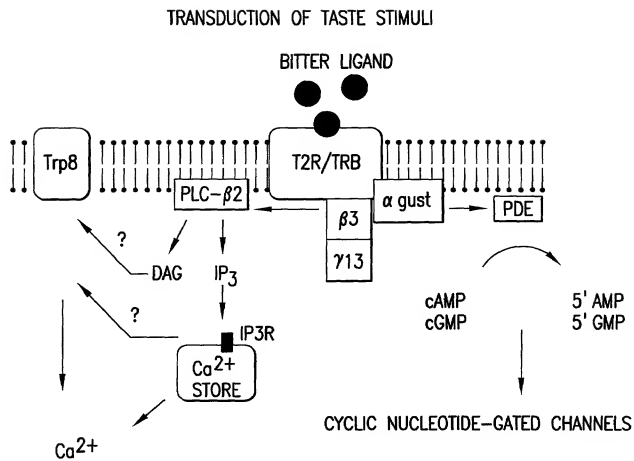 TRANSDUCTION OF TASTE STIMULI
BITTER LIGAND
Trp8
T2R/TRB
PLC-β2
α gust
PDE
β3
γ13
?
DAG
IP3
cAMP
cGMP
5' AMP
5' GMP
?
IP3R
Ca2+
STORE
Ca2+
CYCLIC NUCLEOTIDE-GATED CHANNELS